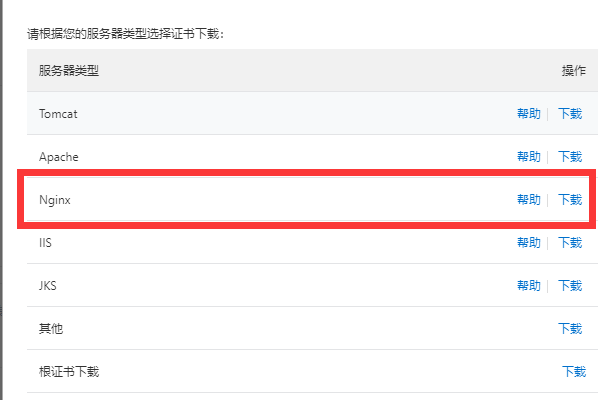 请根据您的服务器类型选择证书下载：
服务器类型 操作
Tomcat 帮助 下载
Apache 帮助 下载
Nginx 帮助 下载
IIS 帮助 下载
JKS 帮助 下载
其他 下载
根证书下载 下载